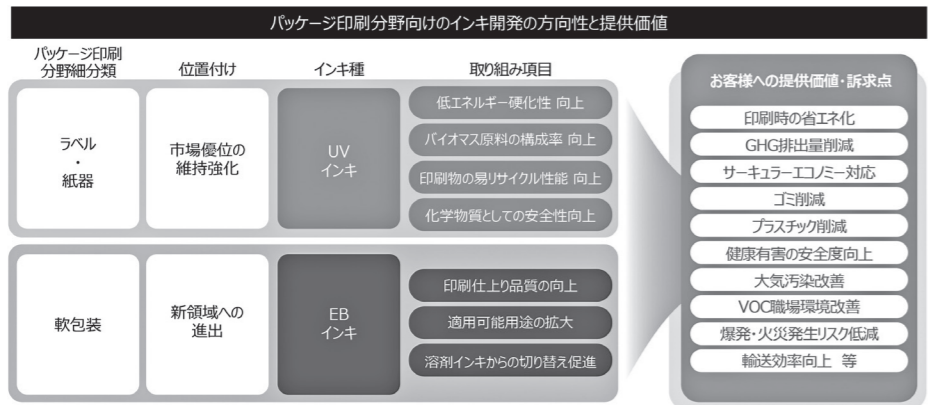 パッケージ印刷分野向けのインキ開発の方向性と提供価値
パッケージ印刷
分野細分類
位置付け
インキ種
取り組み項目
ラベル
・
紙器
市場優位の
維持強化
UV
インキ
低エネルギー硬化性 向上
バイオマス原料の構成率 向上
印刷物の易リサイクル性能 向上
化学物質としての安全性向上
軟包装
新領域への
進出
EB
インキ
印刷仕上り品質の向上
適用可能用途の拡大
溶剤インキからの切り替え促進
お客様への提供価値・訴求点
印刷時の省エネ化
GHG排出量削減
サーキュラーエコノミー対応
ゴミ削減
プラスチック削減
健康有害の安全度向上
大気汚染改善
VOC職場環境改善
爆発・火災発生リスク低減
輸送効率向上 等